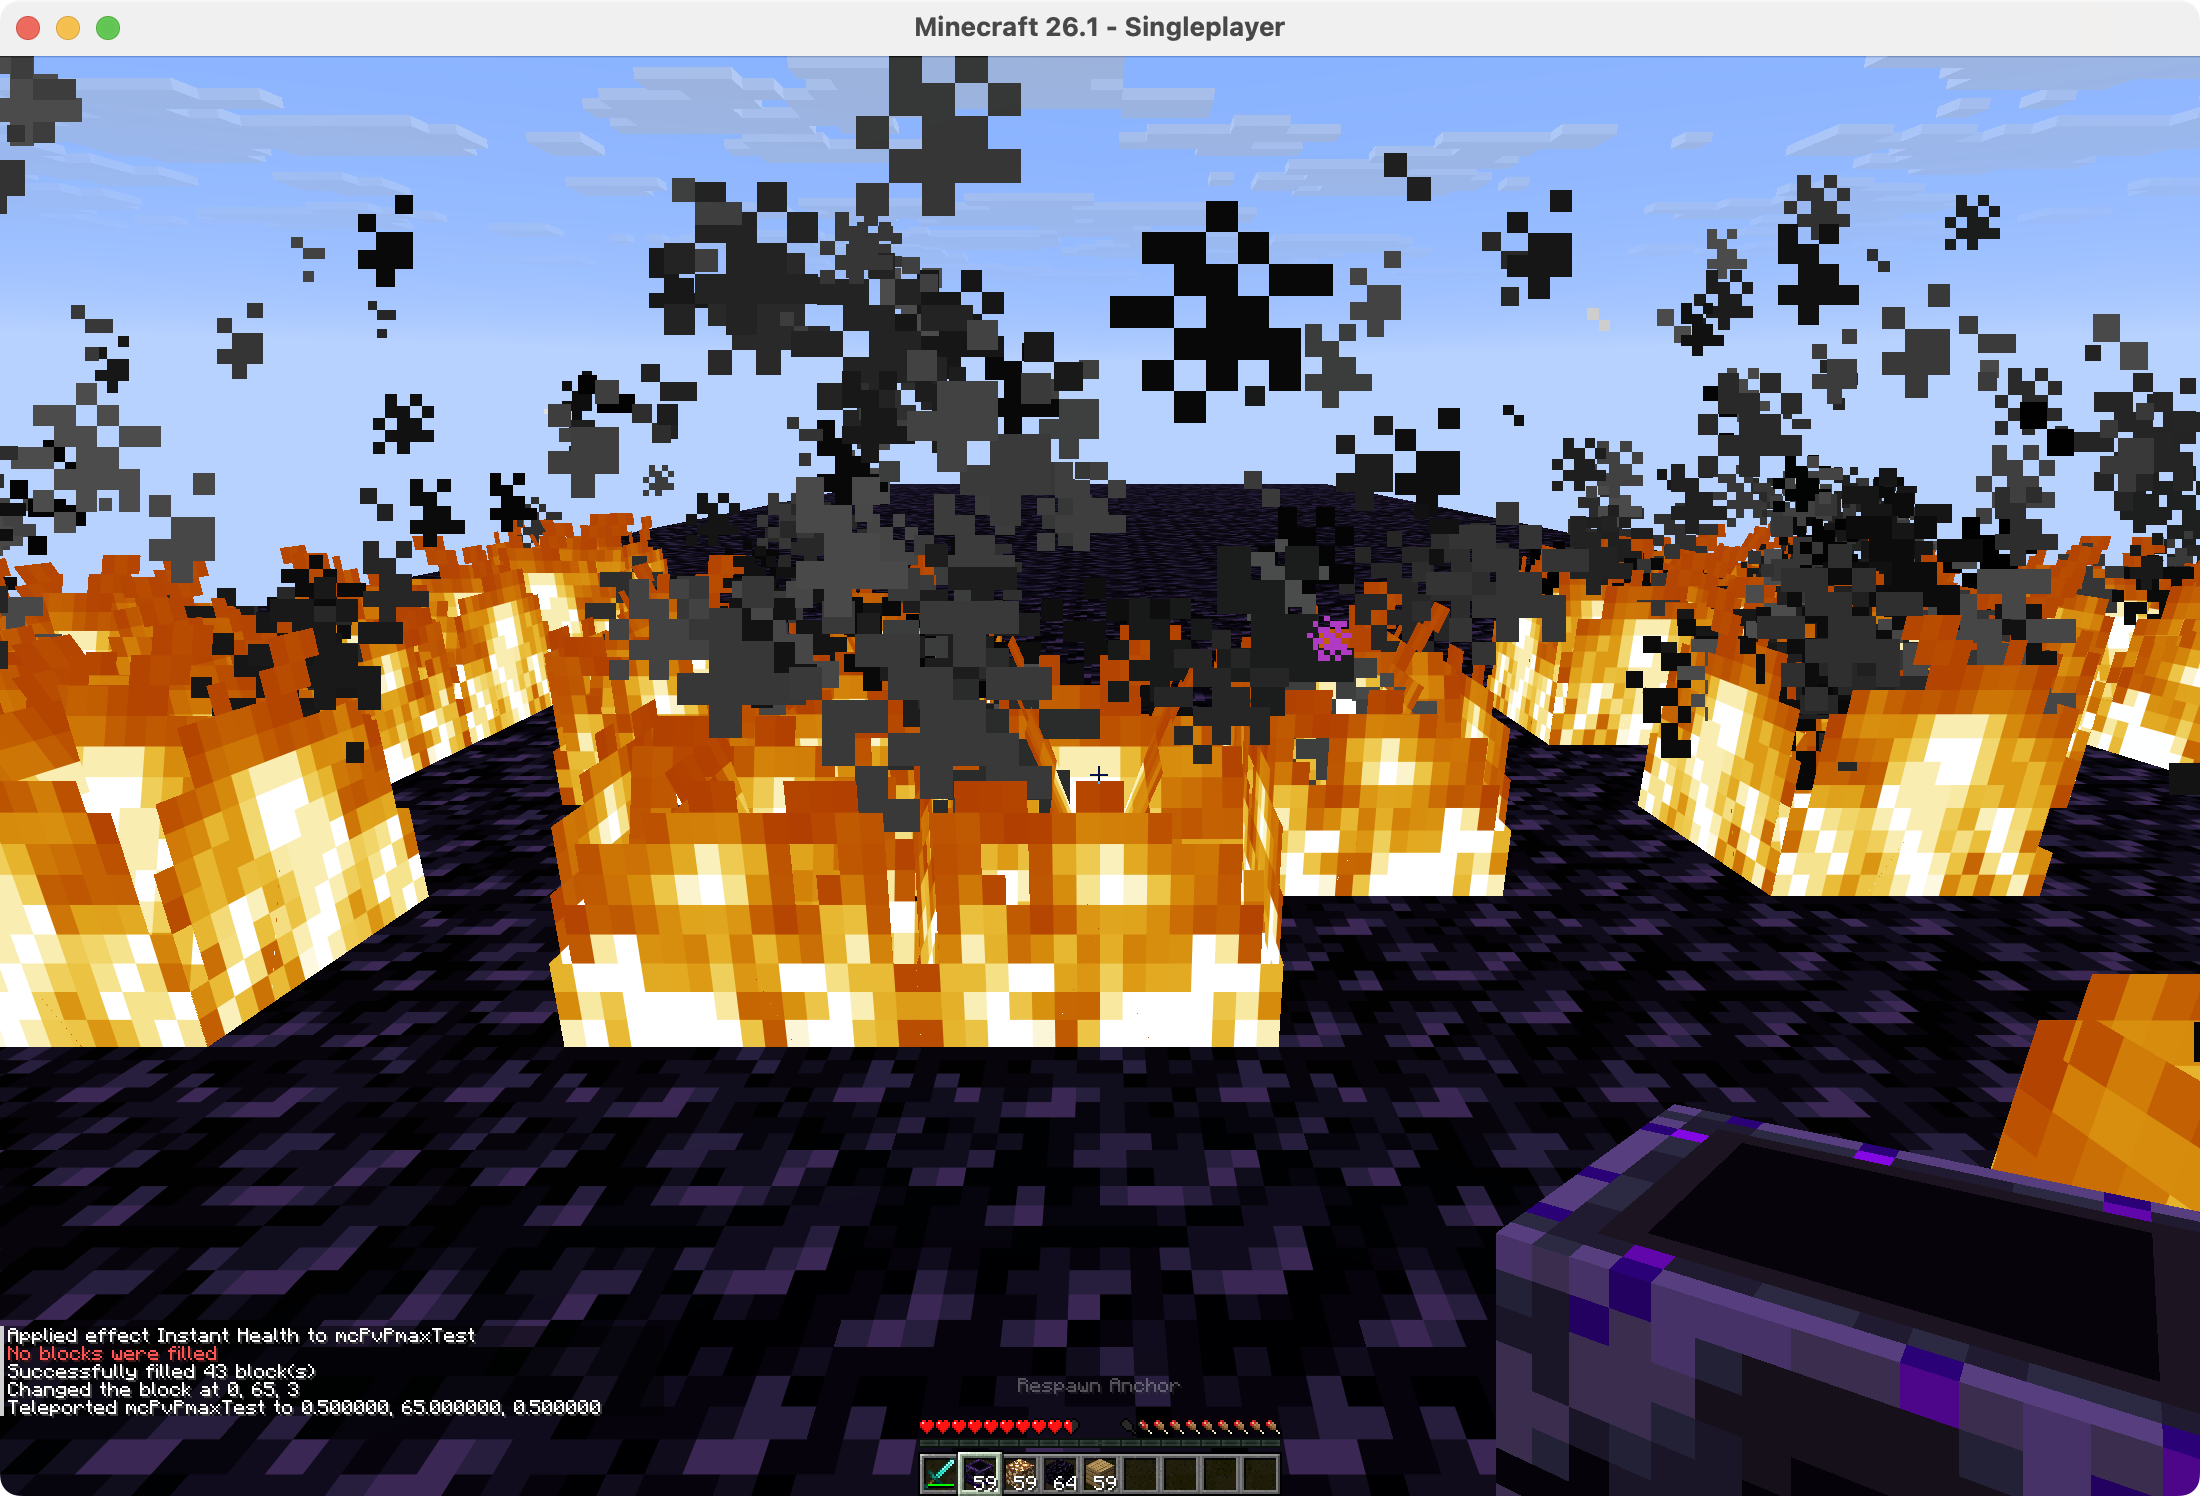 Minecraft 26.1 - Singleplayer
Applied effect Instant Health to mcPvPmaxTest
No blocks were filled
Successfully filled 43 block(s)
Changed the block at 0, 65, 3
Teleported mcPvPmaxTest to 0.500000, 65.000000, 0.500000
Respawn Anchor
59 59 64 59